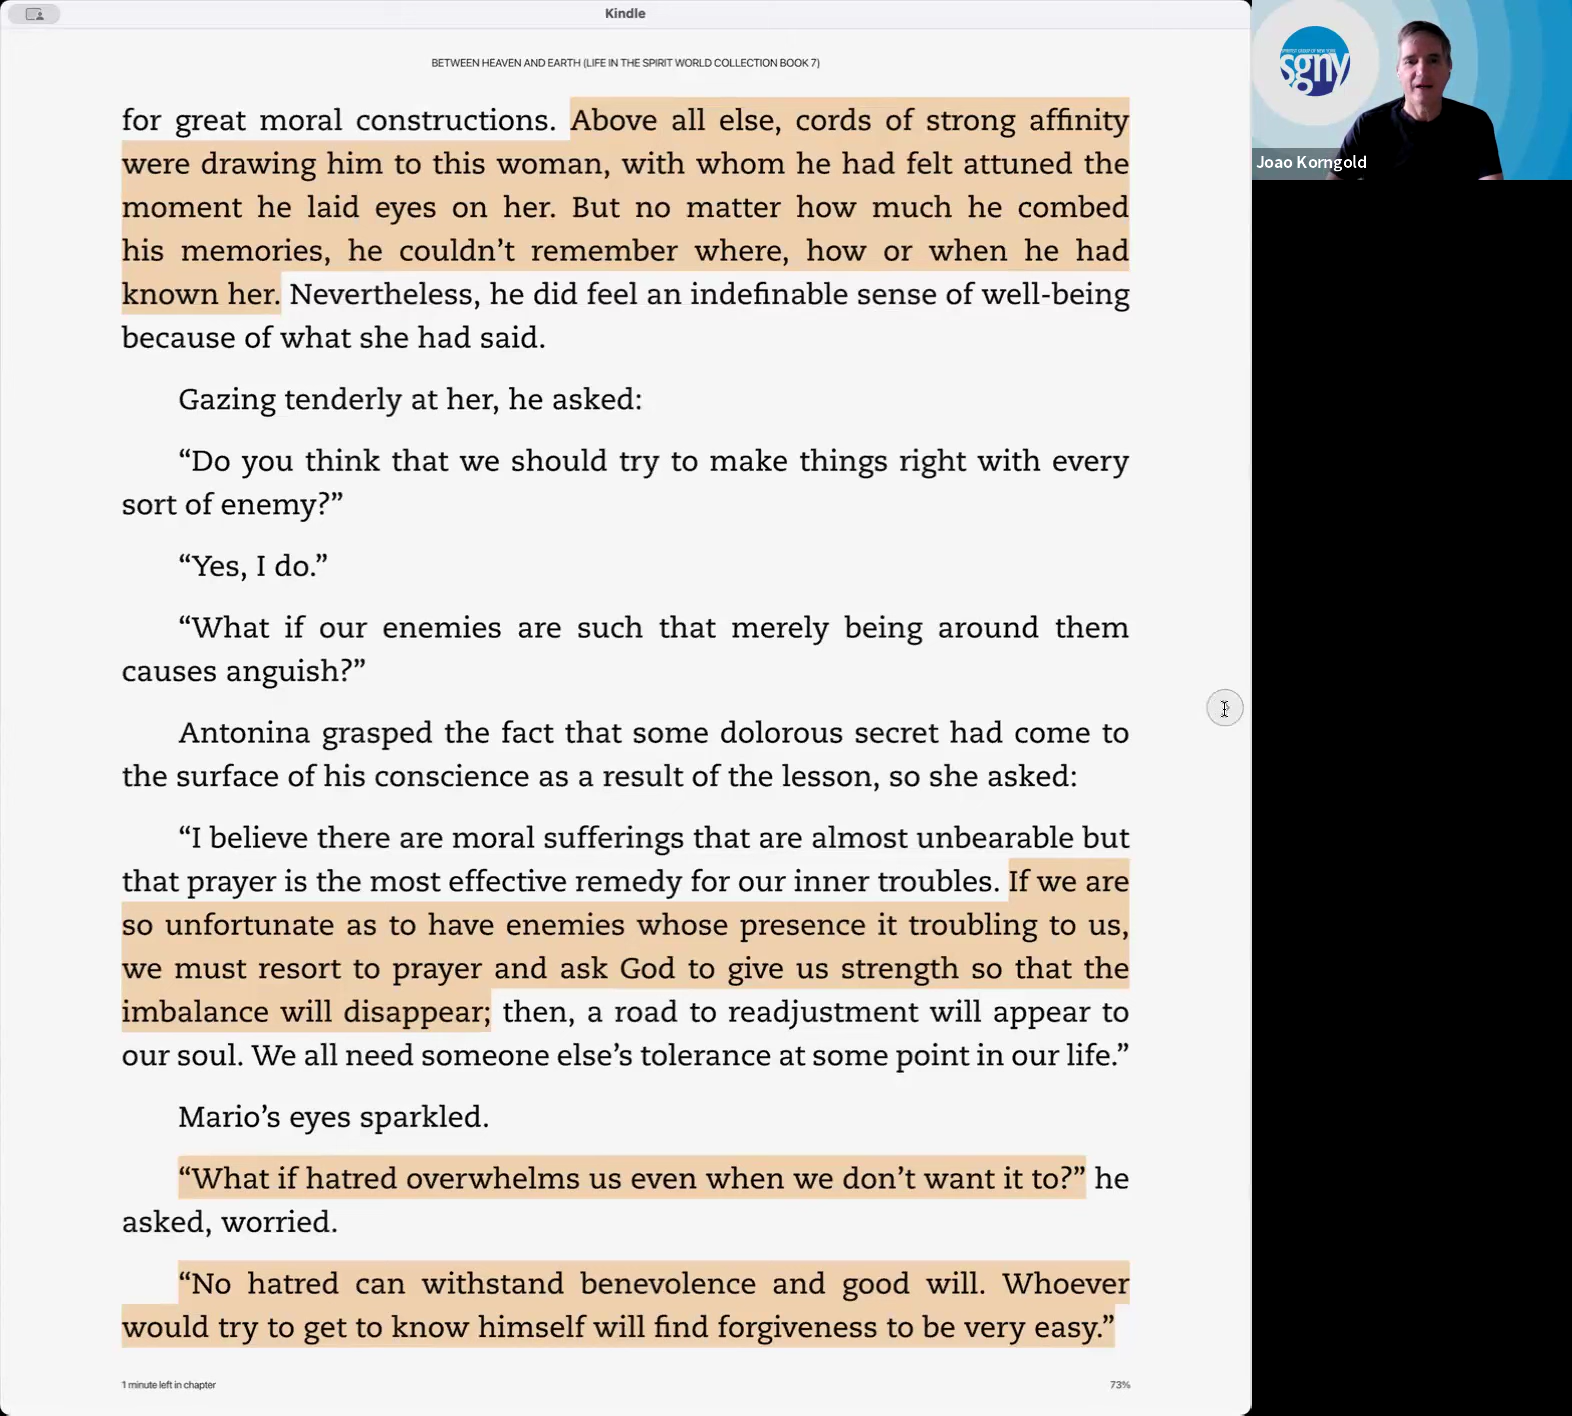 Kindle
BETWEEN HEAVEN AND EARTH (LIFE IN THE SPIRIT WORLD COLLECTION BOOK 7)
for great moral constructions. Above all else, cords of strong affinity
were drawing him to this woman, with whom he had felt attuned the
moment he laid eyes on her. But no matter how much he combed
his memories, he couldn’t remember where, how or when he had
known her. Nevertheless, he did feel an indefinable sense of well-being
because of what she had said.
Gazing tenderly at her, he asked:
“Do you think that we should try to make things right with every
sort of enemy?”
“Yes, I do.”
“What if our enemies are such that merely being around them
causes anguish?”
Antonina grasped the fact that some dolorous secret had come to
the surface of his conscience as a result of the lesson, so she asked:
“I believe there are moral sufferings that are almost unbearable but
that prayer is the most effective remedy for our inner troubles. If we are
so unfortunate as to have enemies whose presence it troubling to us,
we must resort to prayer and ask God to give us strength so that the
imbalance will disappear; then, a road to readjustment will appear to
our soul. We all need someone else’s tolerance at some point in our life.”
Mario’s eyes sparkled.
“What if hatred overwhelms us even when we don’t want it to?” he
asked, worried.
“No hatred can withstand benevolence and good will. Whoever
would try to get to know himself will find forgiveness to be very easy.”
1 minute left in chapter
73%
sgny
Joao Korngold